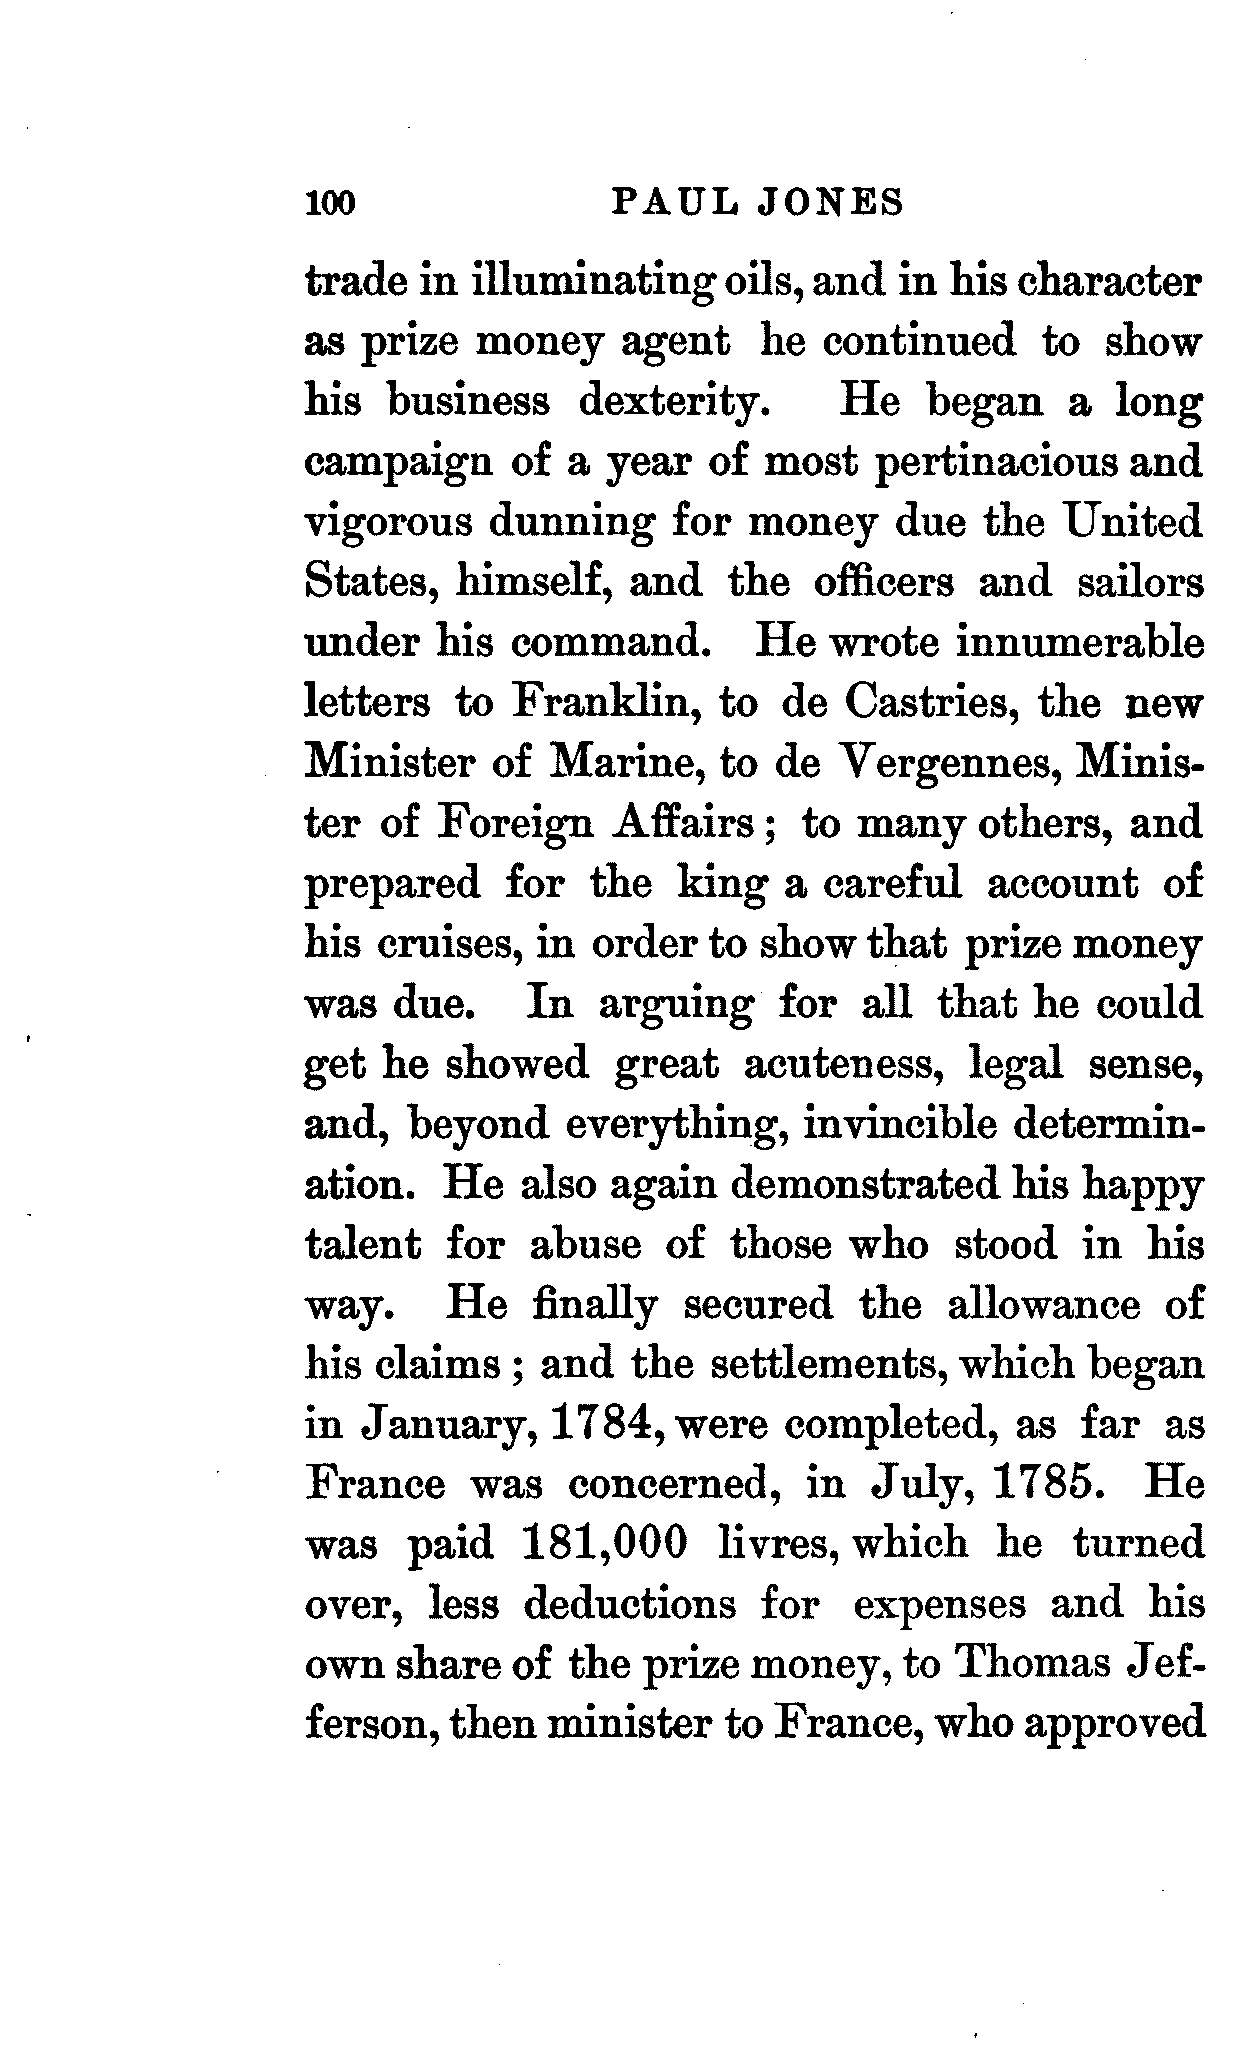 100 PAUL JONES
trade in illuminating oils, and in his character
as prize money agent he continued to show
his business dexterity. He began a long
campaign of a year of most pertinacious and
vigorous dunning for money due the United
States, himself, and the officers and sailors
under his command. He wrote innumerable
letters to Franklin, to de Castries, the new
Minister of Marine, to de Vergennes, Minis-
ter of Foreign Affairs ; to many others, and
prepared for the king a careful account of
his cruises, in order to show that prize money
was due. In arguing for all that he could
get he showed great acuteness, legal sense,
and, beyond everything, invincible determin-
ation. He also again demonstrated his happy
talent for abuse of those who stood in his
way. He finally secured the allowance of
his claims ; and the settlements, which began
in January, 1784, were completed, as far as
France was concerned, in July, 1785. He
was paid 181,000 livres, which he turned
over, less deductions for expenses and his
own share of the prize money, to Thomas Jef-
ferson, then minister to France, who approved